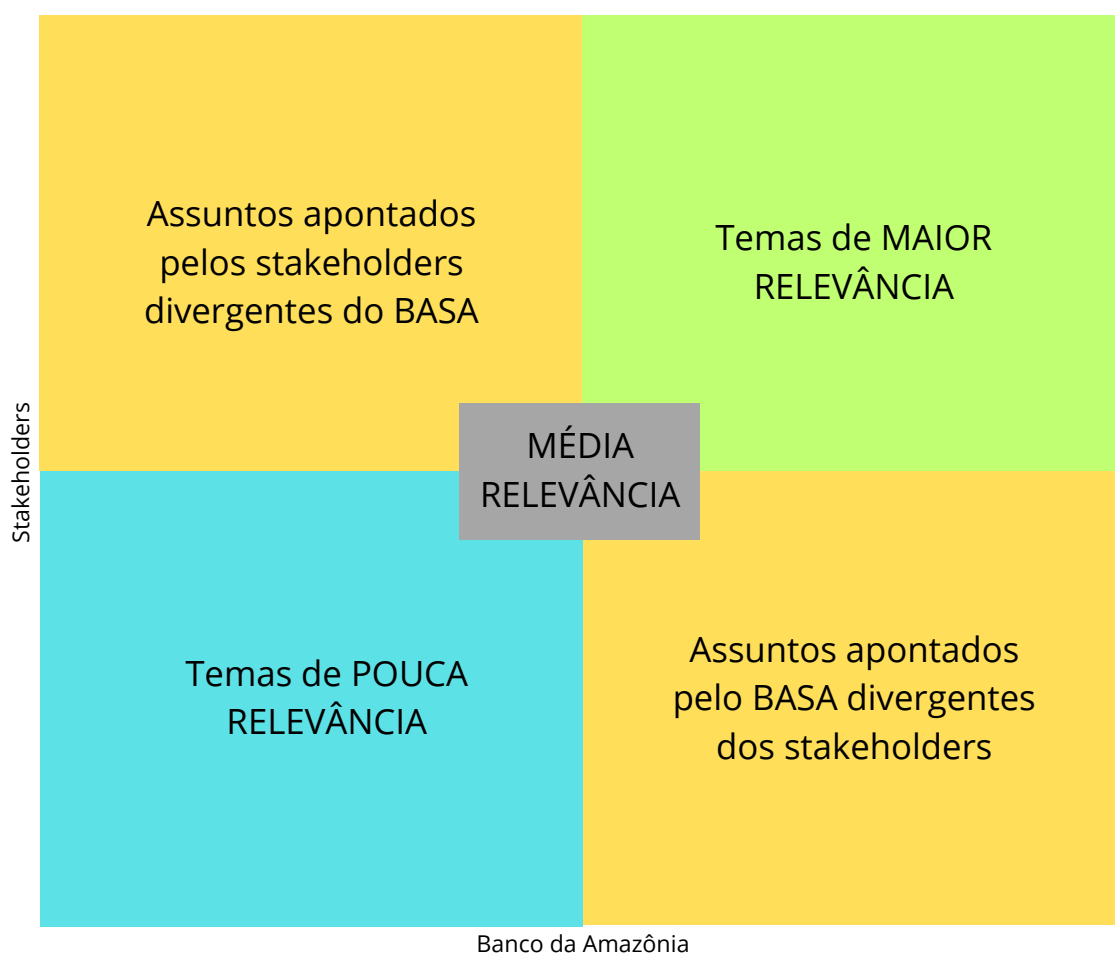 Assuntos apontados
pelos stakeholders
divergentes do BASA
Temas de MAIOR
RELEVÂNCIA
Stakeholders
MÉDIA
RELEVÂNCIA
Temas de POUCA
RELEVÂNCIA
Assuntos apontados
pelo BASA divergentes
dos stakeholders
Banco da Amazônia